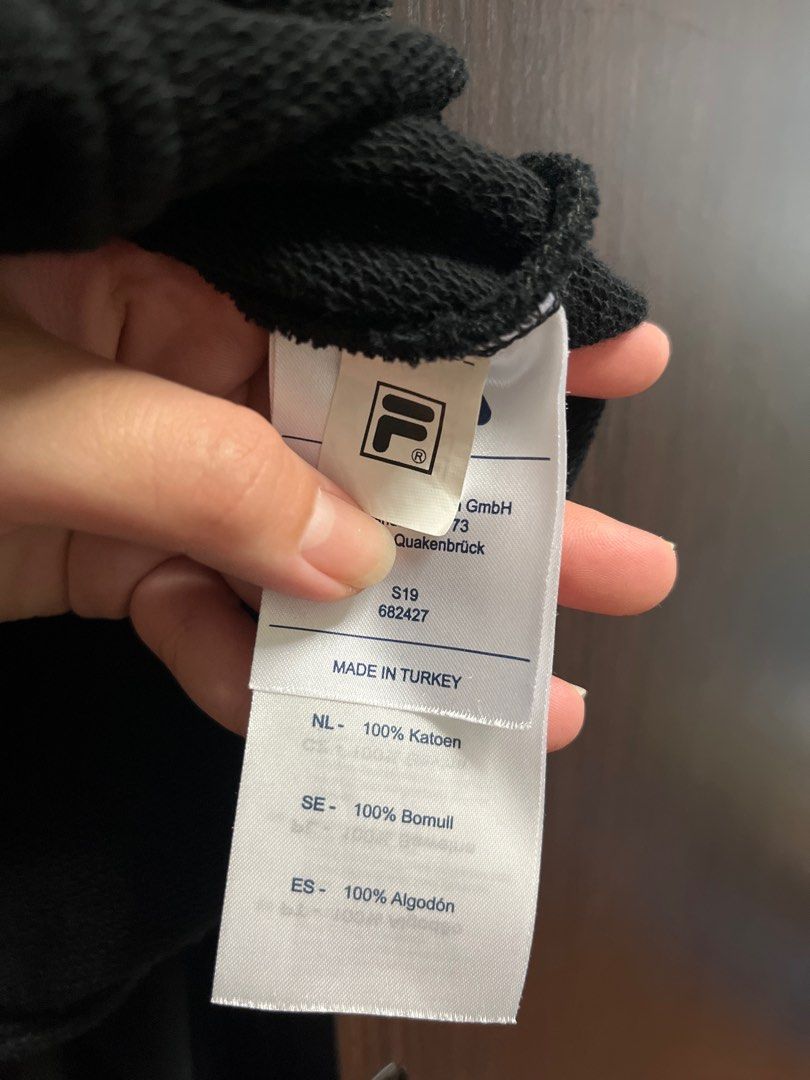 F
®
GmbH
73
Quakenbrück
S19
682427
MADE IN TURKEY
NL - 100% Katoen
SE - 100% Bomull
ES - 100% Algodón